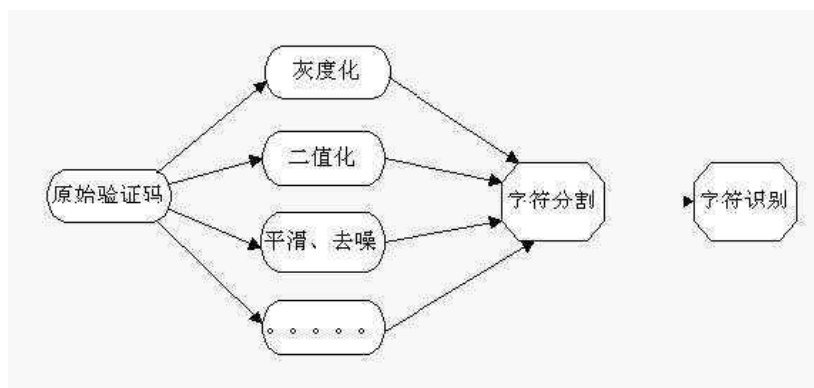 灰度化
二值化
原始验证码
字符分割
字符识别
平滑、去噪
。。。。。